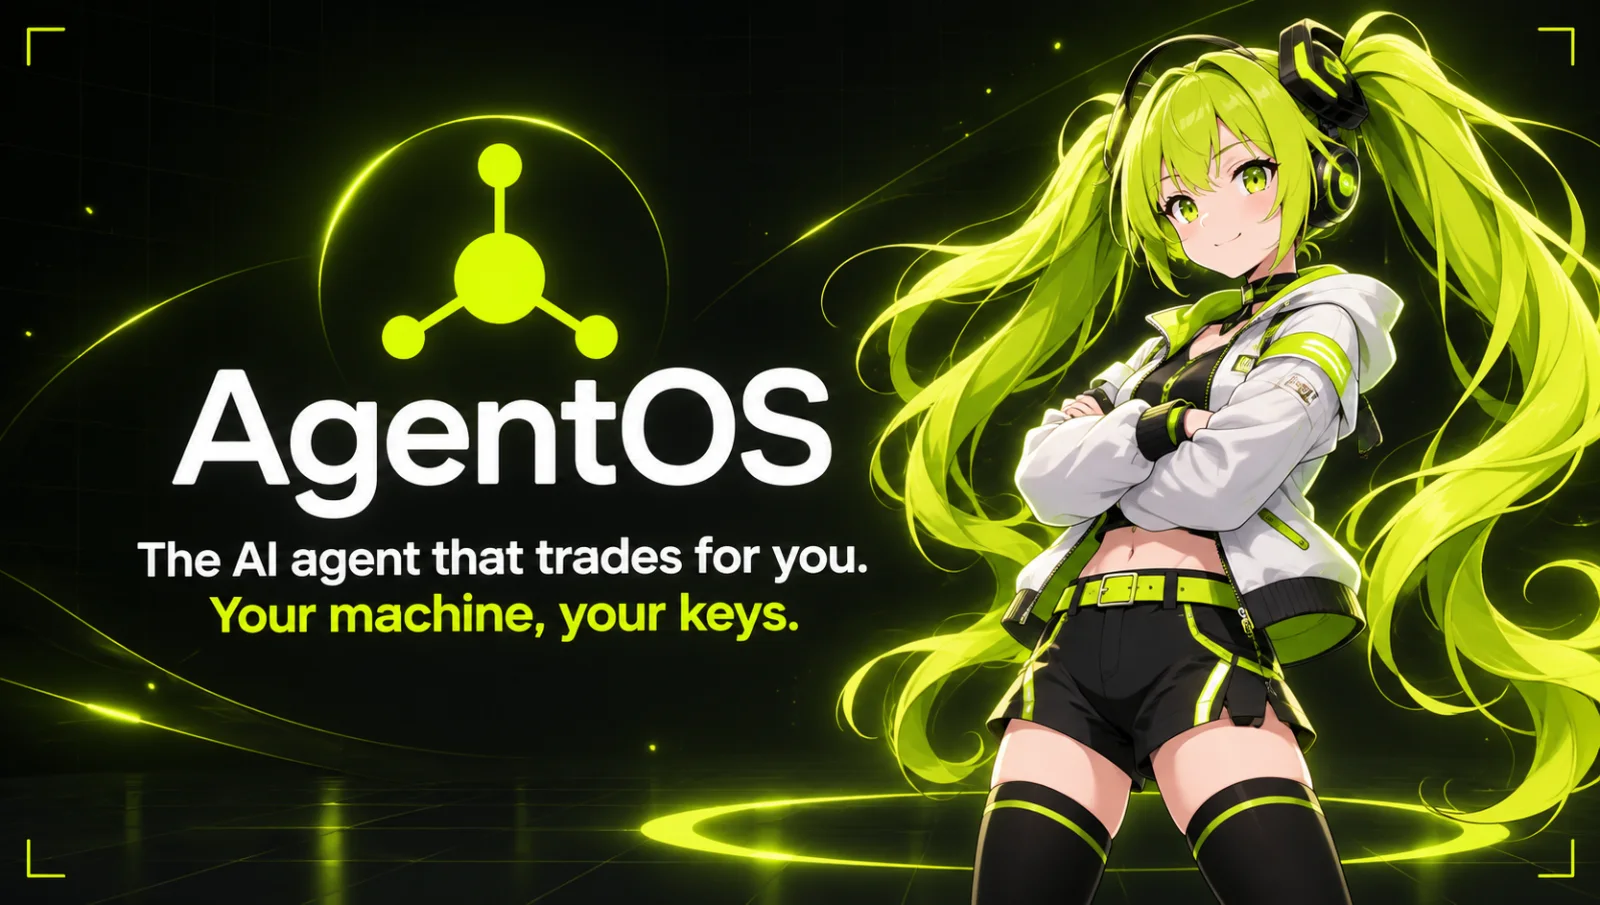 AgentOS
The AI agent that trades for you.
Your machine, your keys.